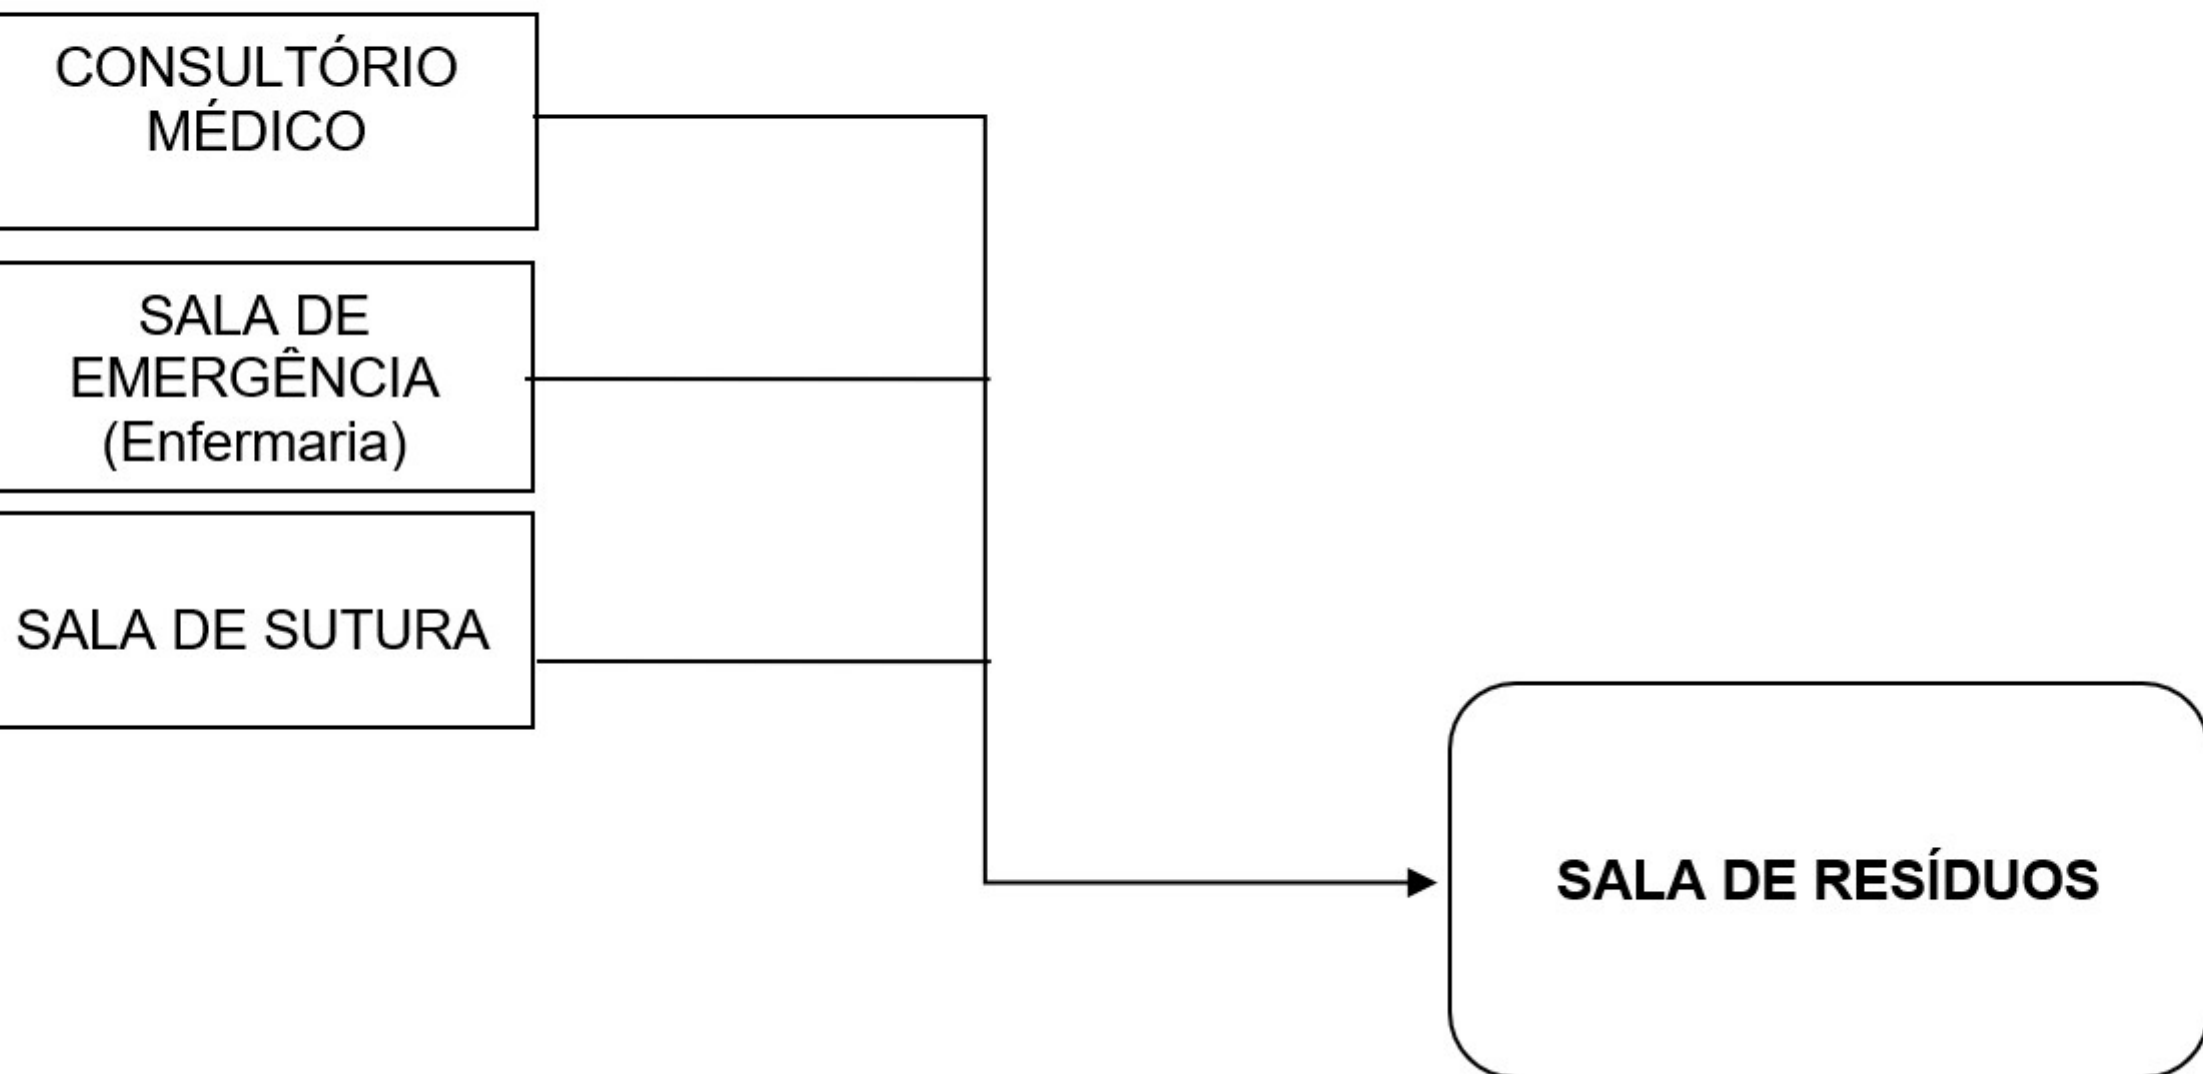 CONSULTÓRIO
MÉDICO
SALA DE
EMERGÊNCIA
(Enfermaria)
SALA DE SUTURA
SALA DE RESÍDUOS